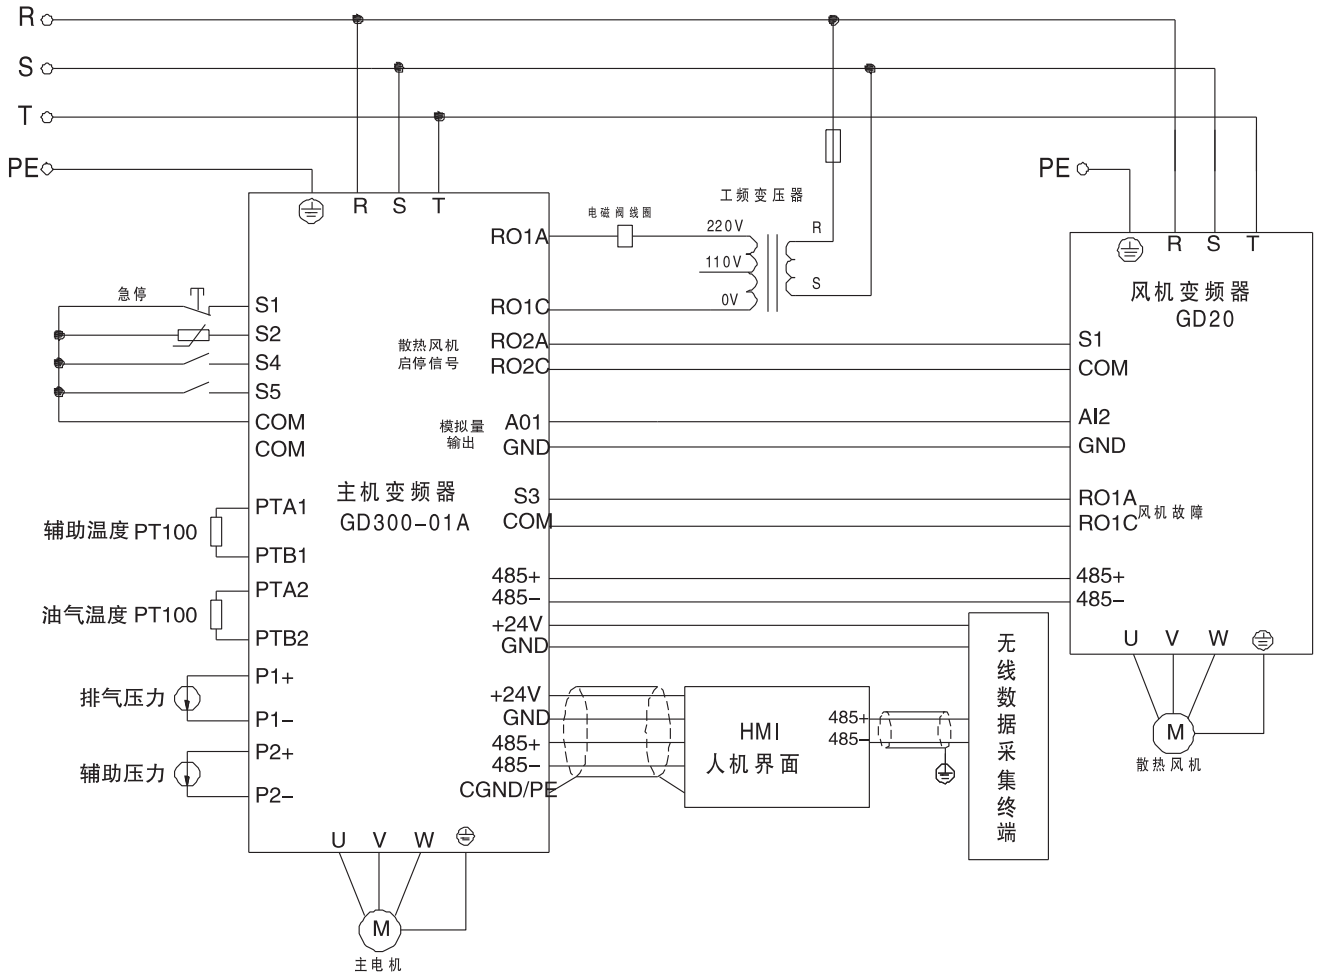 R
S
T
PE
R S T
工频变压器
电磁阀线圈
220V
110V
0V
R
S
PE
R S T
风机变频器
GD20
急停
S1
S2
S4
S5
COM
COM
RO1A
RO1C
散热风机
启停信号
RO2A
RO2C
模拟量
输出
A01
GND
主机变频器
GD300-01A
S3
COM
485+
485-
+24V
GND
+24V
GND
485+
485-
CGND/PE
辅助温度 PT100
PTA1
PTB1
油气温度 PT100
PTA2
PTB2
排气压力
P1+
P1-
辅助压力
P2+
P2-
U V W
M
主电机
S1
COM
AI2
GND
RO1A
RO1C
风机故障
485+
485-
U V W
M
散热风机
HMI
人机界面
485+
485-
无线数据采集终端